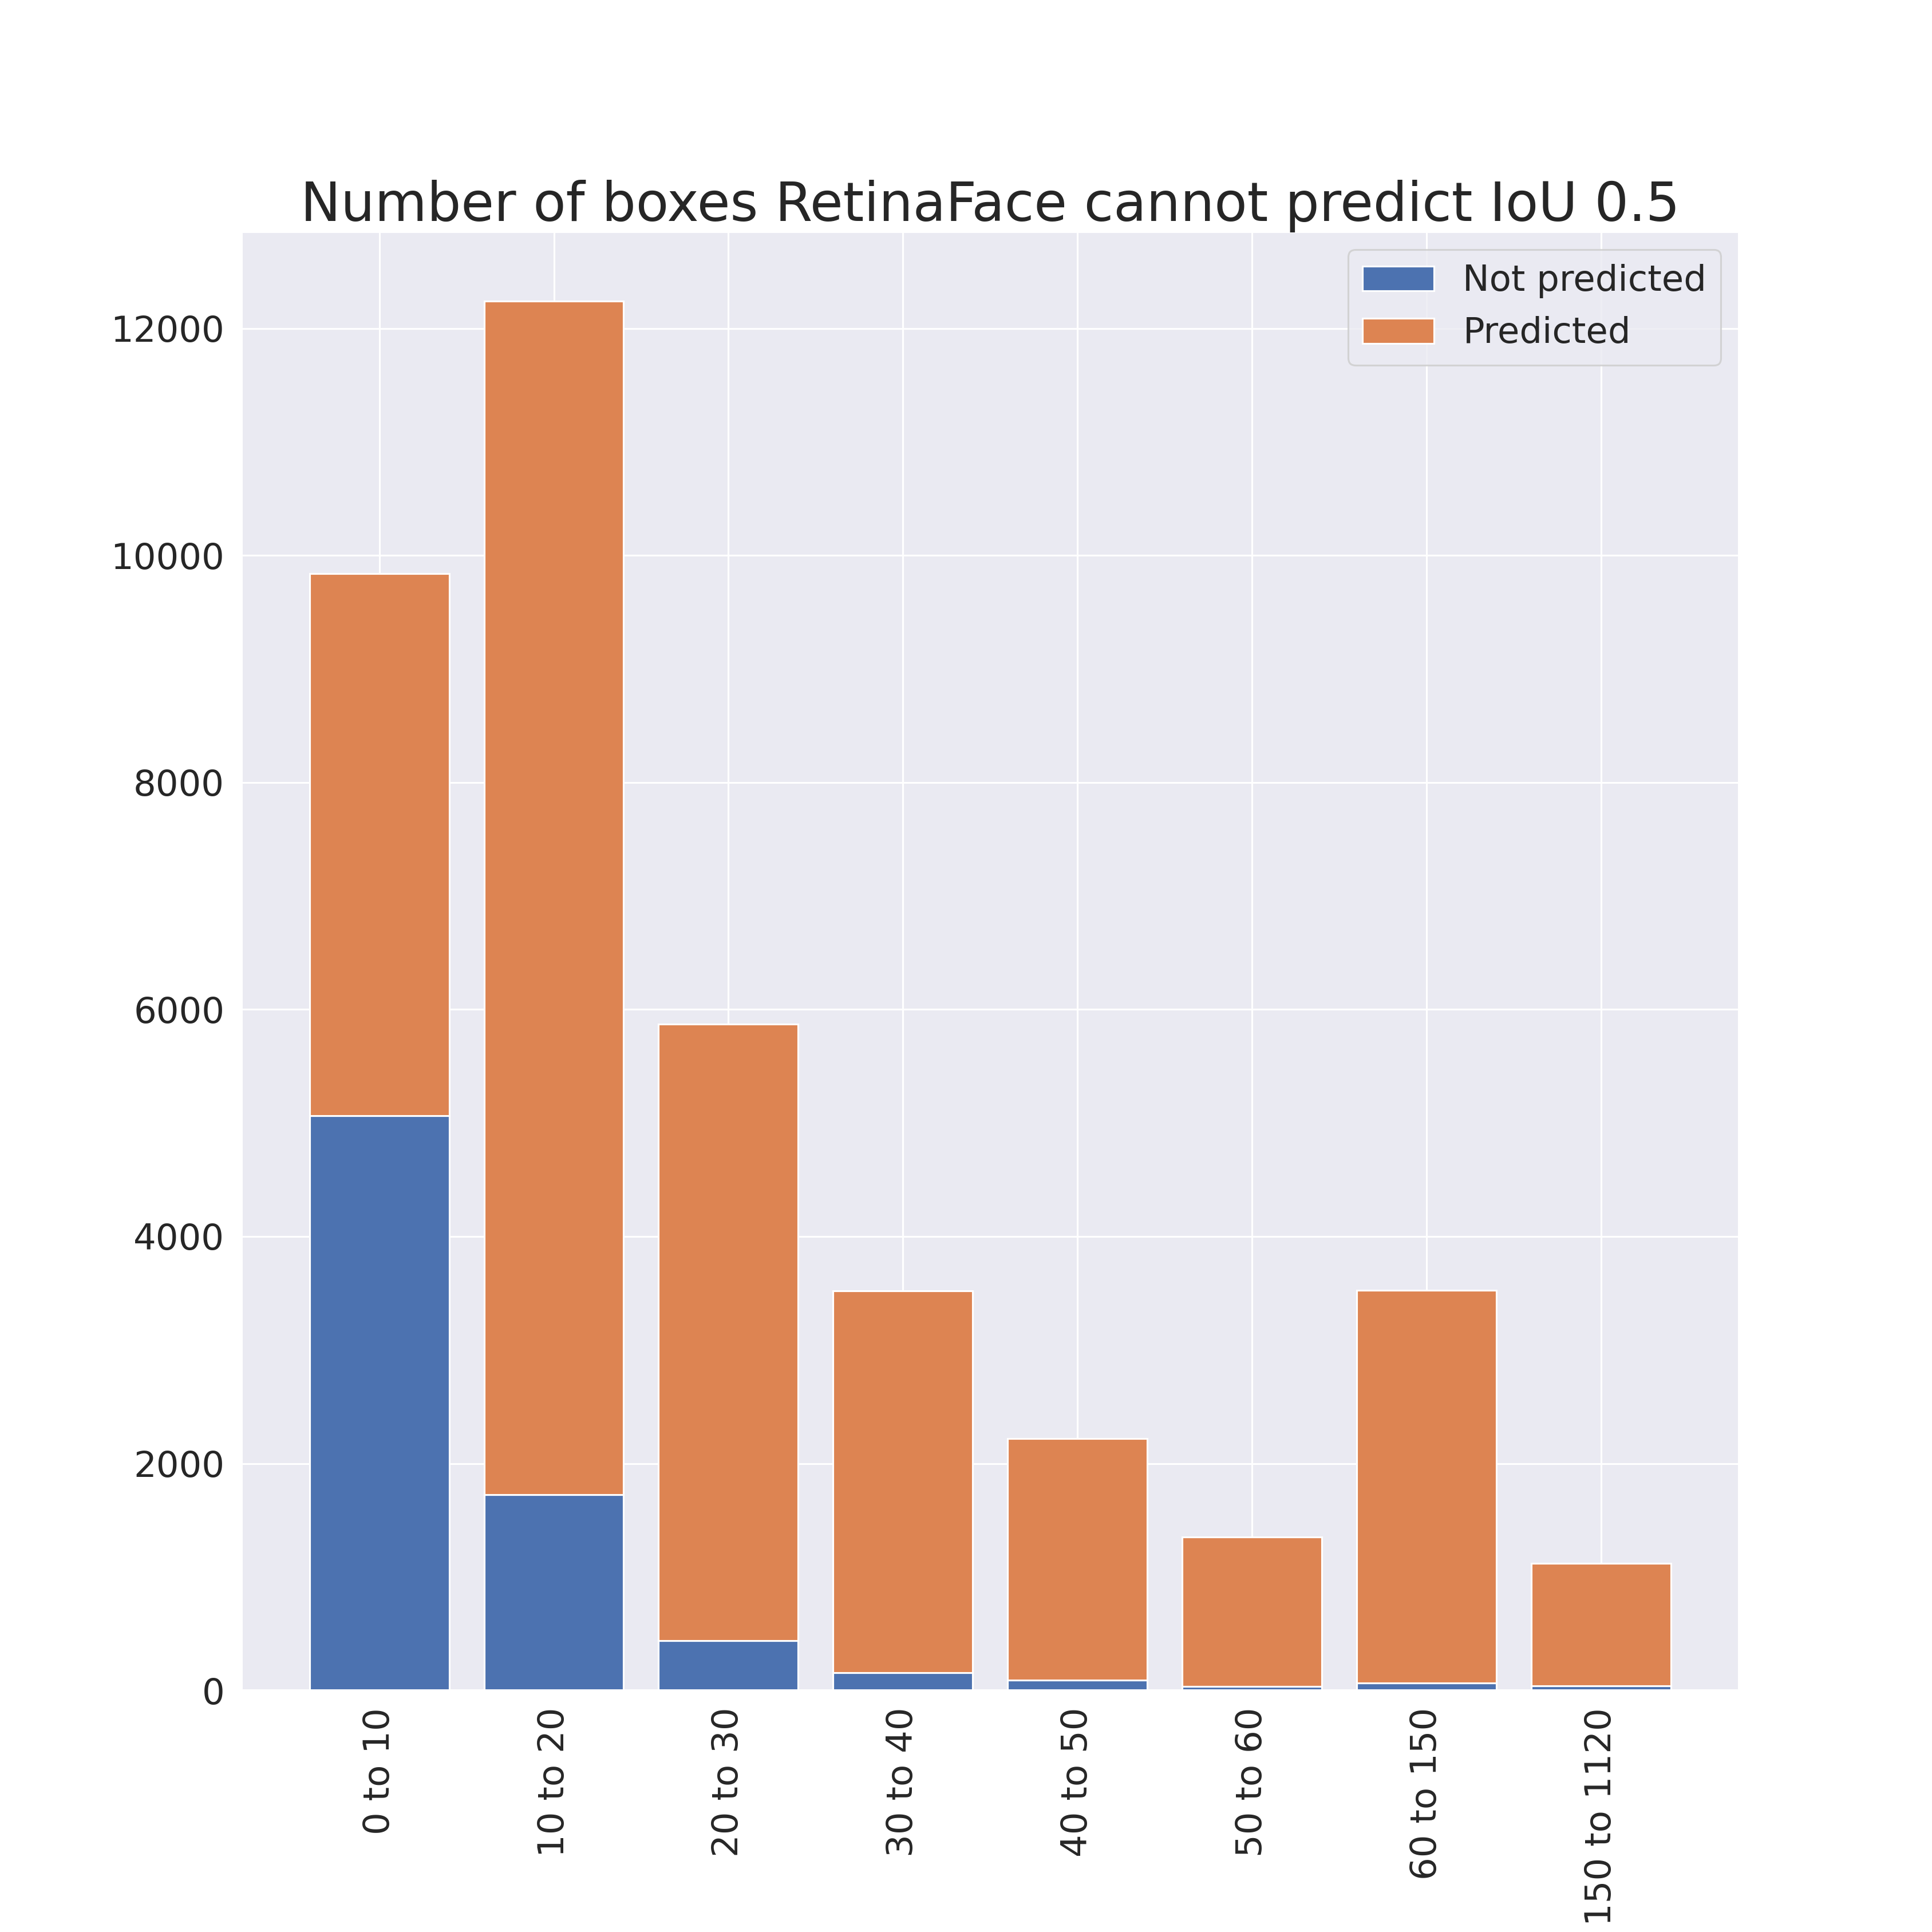 Number of boxes RetinaFace cannot predict IoU 0.5
Not predicted
Predicted
12000
10000
8000
6000
4000
2000
0
0 to 10
10 to 20
20 to 30
30 to 40
40 to 50
50 to 60
60 to 150
150 to 1120